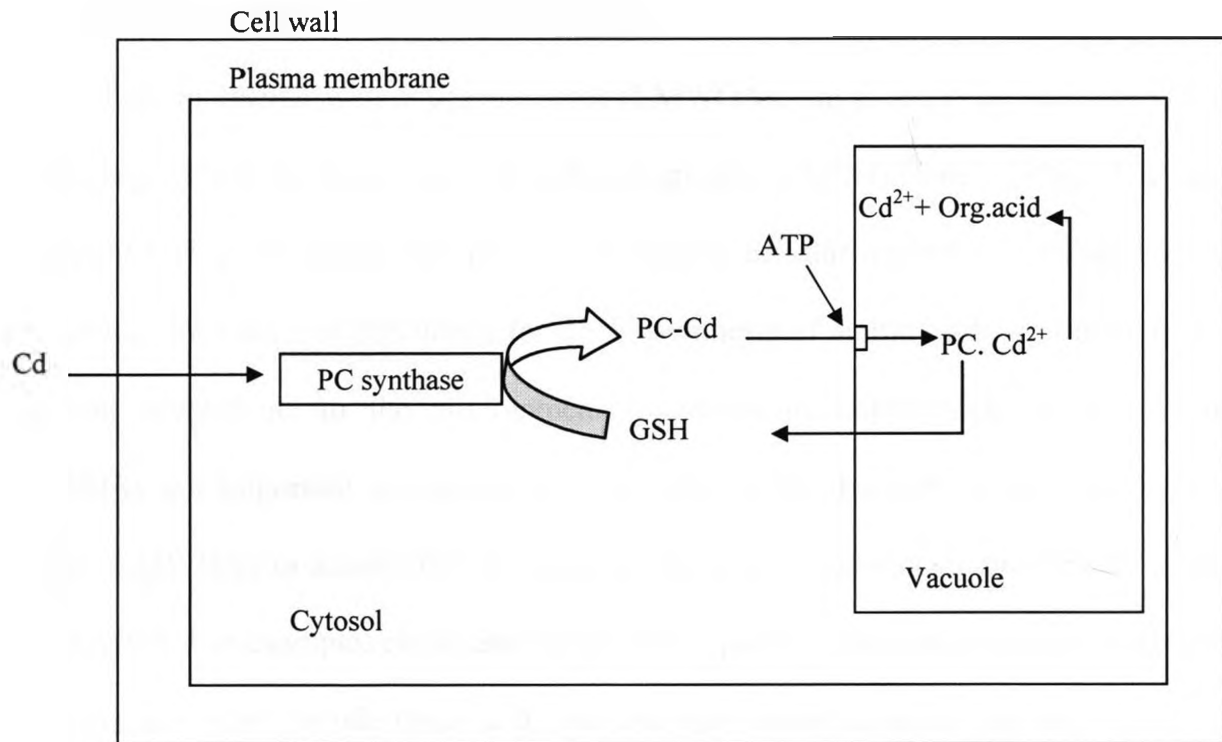 Cell wall
Plasma membrane
Cd²⁺ + Org.acid
ATP
PC-Cd
PC. Cd²⁺
Cd
PC synthase
GSH
Vacuole
Cytosol